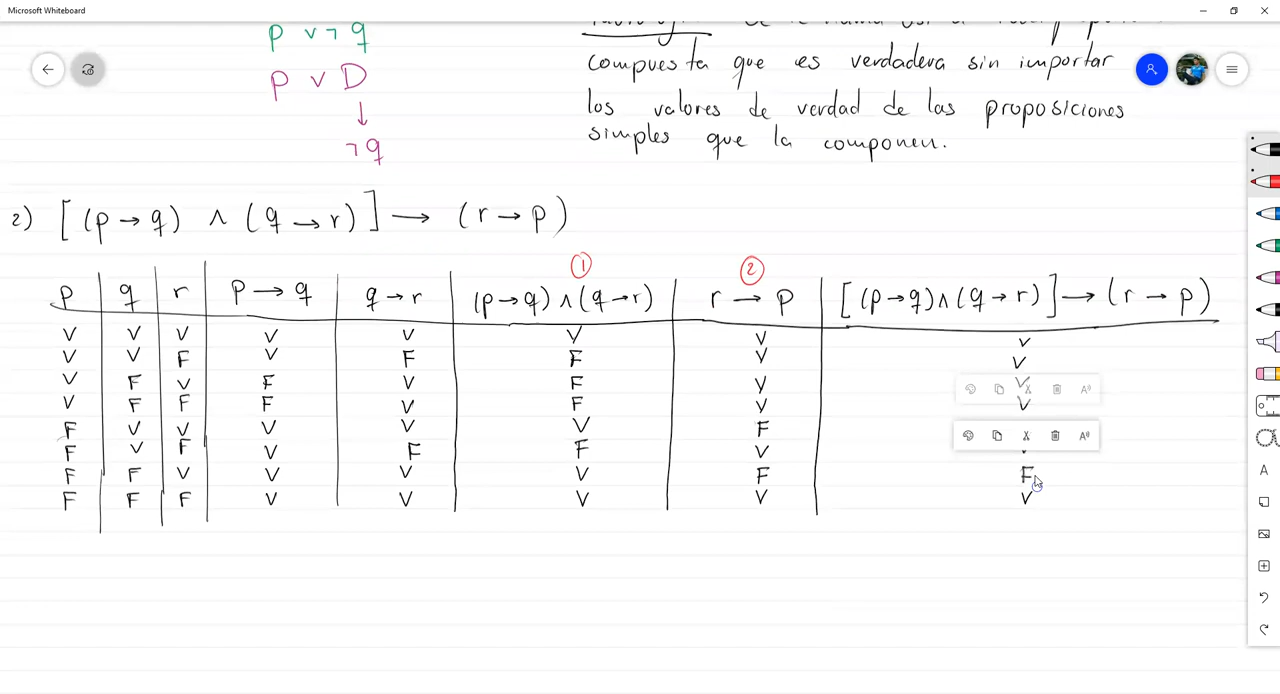 Microsoft Whiteboard
p ∨ ¬ q
p ∨ D
↓
¬ q
compuesta que es verdadera sin importar
los valores de verdad de las proposiciones
simples que la componen.
2) [(p → q) ∧ (q → r)] → (r → p)
① ②
p q r p → q q → r (p → q) ∧ (q → r) r → p [(p → q) ∧ (q → r)] → (r → p)
V V V V V V V V
V V F V F F V V
V F V F V F V V
V F F F V F V V
F V V V V V F
F V F V F F V
F F V V V V F F
F F F V V V V V